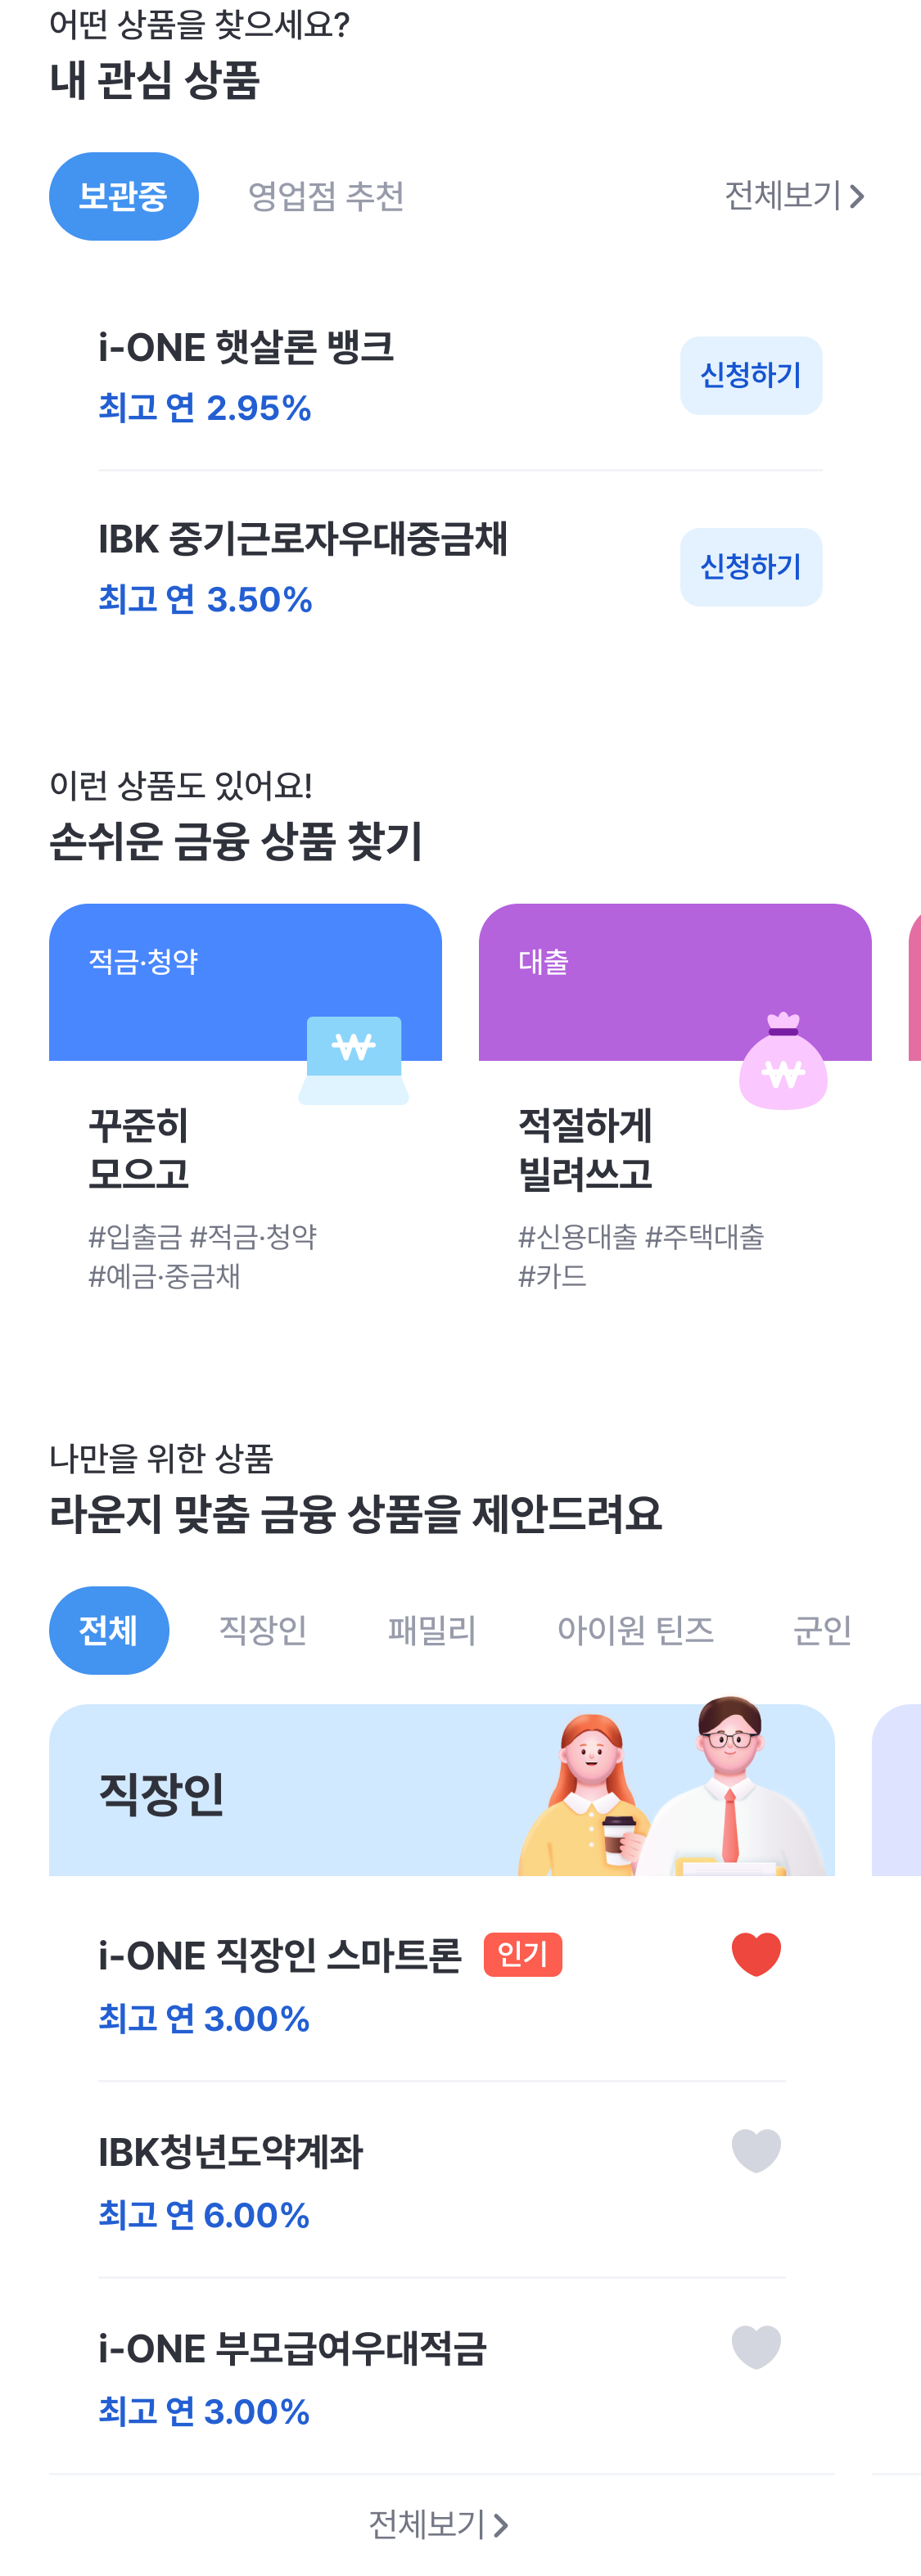 어떤 상품을 찾으세요?
내 관심 상품
보관중
영업점 추천
전체보기
i-ONE 햇살론 뱅크
최고 연 2.95%
신청하기
IBK 중기근로자우대중금채
최고 연 3.50%
신청하기
이런 상품도 있어요!
손쉬운 금융 상품 찾기
적금·청약
꾸준히
모으고
#입출금 #적금·청약
#예금·중금채
대출
적절하게
빌려쓰고
#신용대출 #주택대출
#카드
나만을 위한 상품
라운지 맞춤 금융 상품을 제안드려요
전체
직장인
패밀리
아이원 틴즈
군인
직장인
i-ONE 직장인 스마트론
인기
최고 연 3.00%
IBK청년도약계좌
최고 연 6.00%
i-ONE 부모급여우대적금
최고 연 3.00%
전체보기